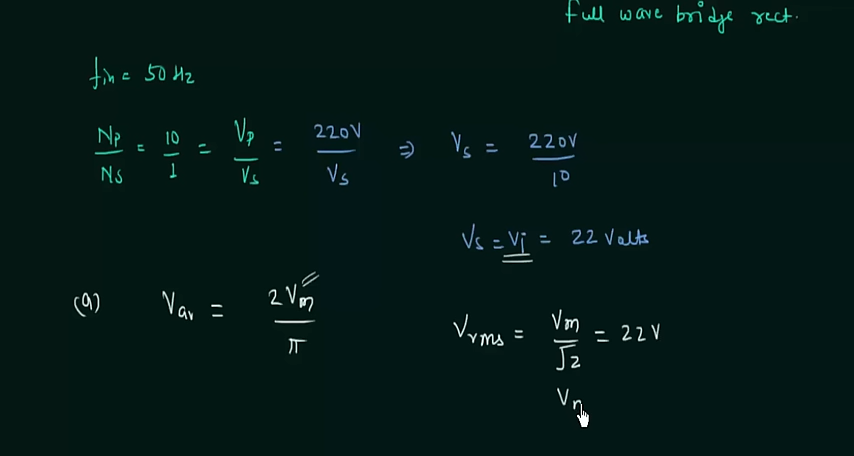 Full wave bridge rect.
fin = 50 Hz
Np/Ns = 10/1 = Vp/Vs = 220V/Vs ⇒ Vs = 220V/10
Vs = Vi = 22 Volts
(a) Vav = 2Vm/π
Vrms = Vm/√2 = 22V